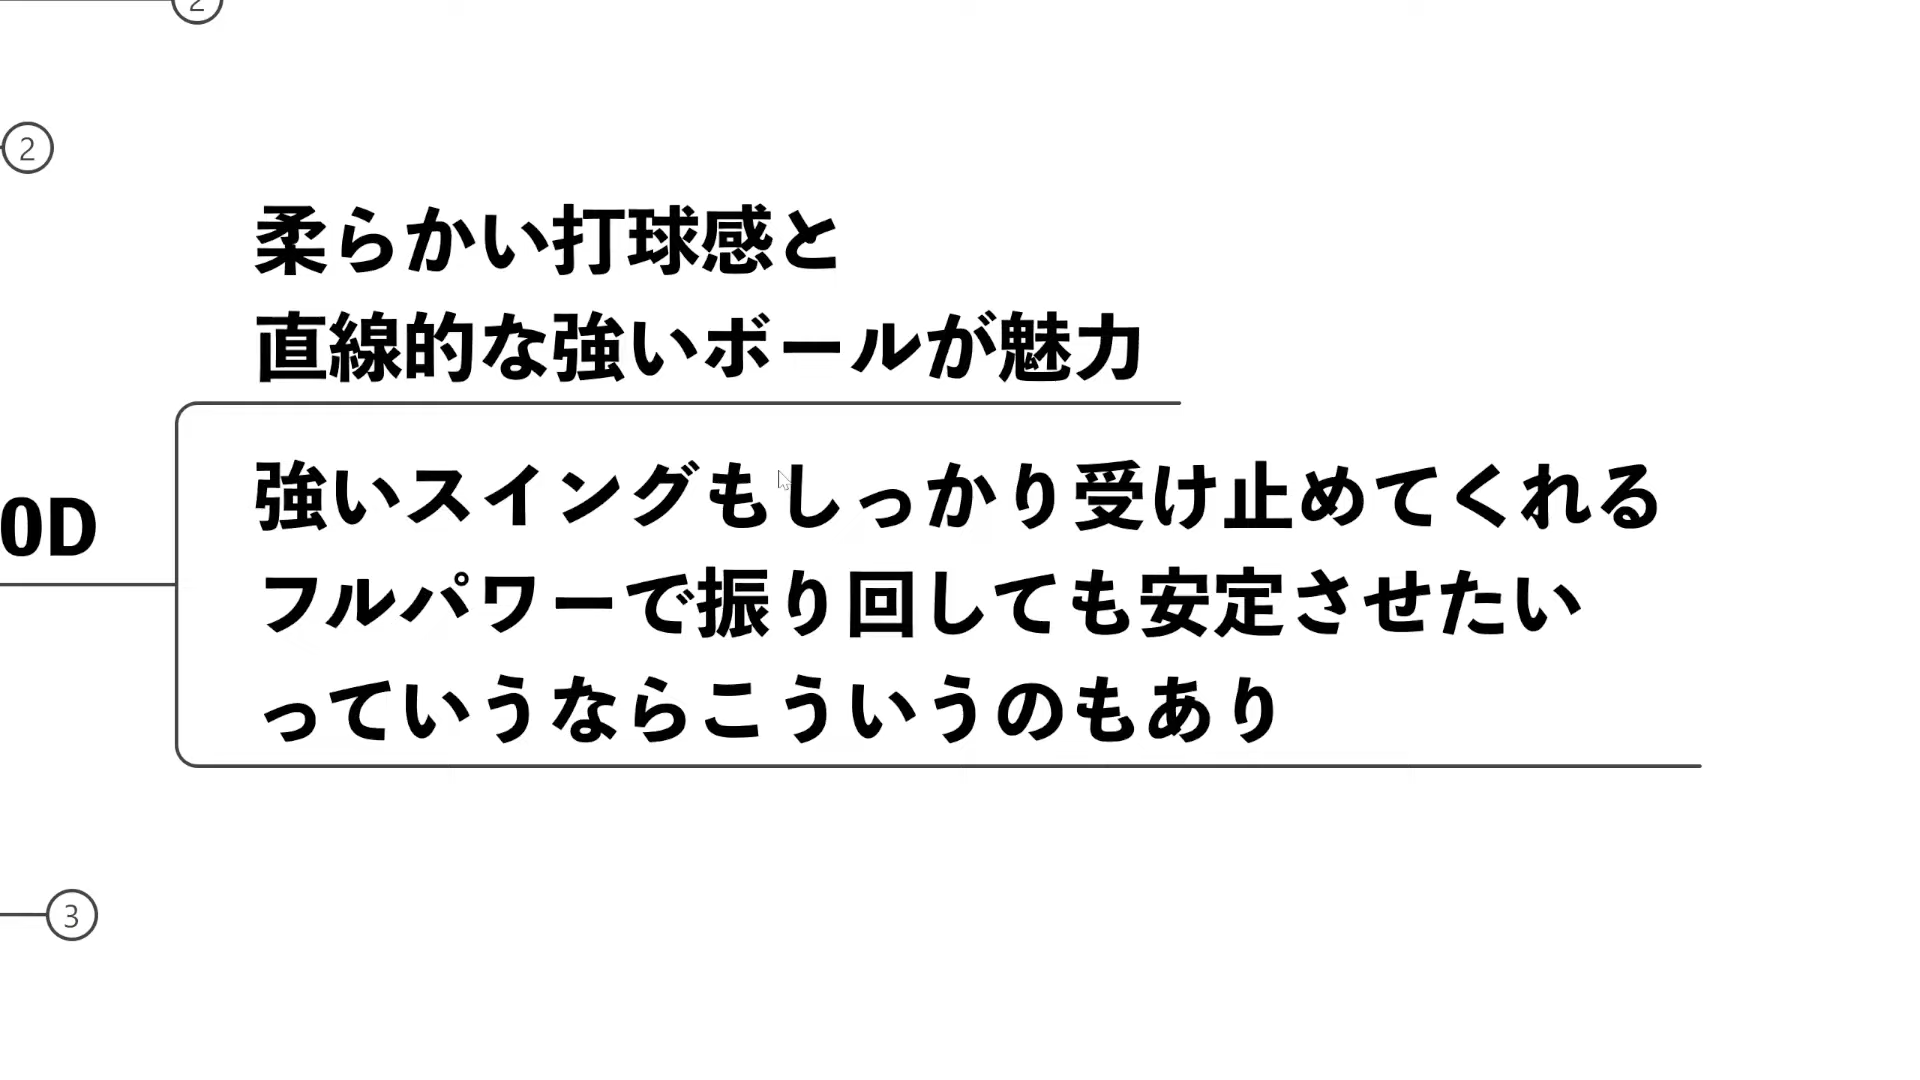 2
2
柔らかい打球感と
直線的な強いボールが魅力
強いスイングもしっかり受け止めてくれる
0D
フルパワーで振り回しても安定させたい
っていうならこういうのもあり
3